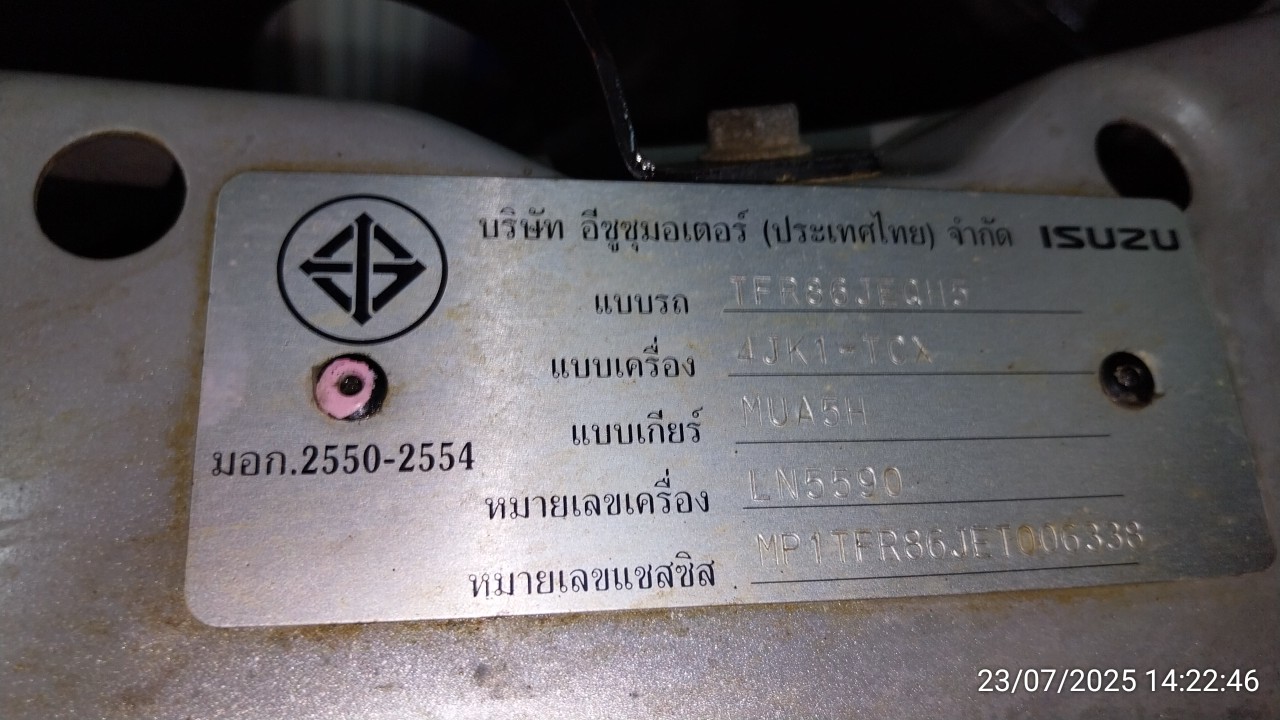 บริษัท อีซูซุมอเตอร์ (ประเทศไทย) จำกัด ISUZU
แบบรถ TFR86JEQH5
แบบเครื่อง 4JK1-TCX
แบบเกียร์ MUA5H
มอก.2550-2554
หมายเลขเครื่อง LN5590
หมายเลขแชสซิส MP1TFR86JET006338
23/07/2025 14:22:46